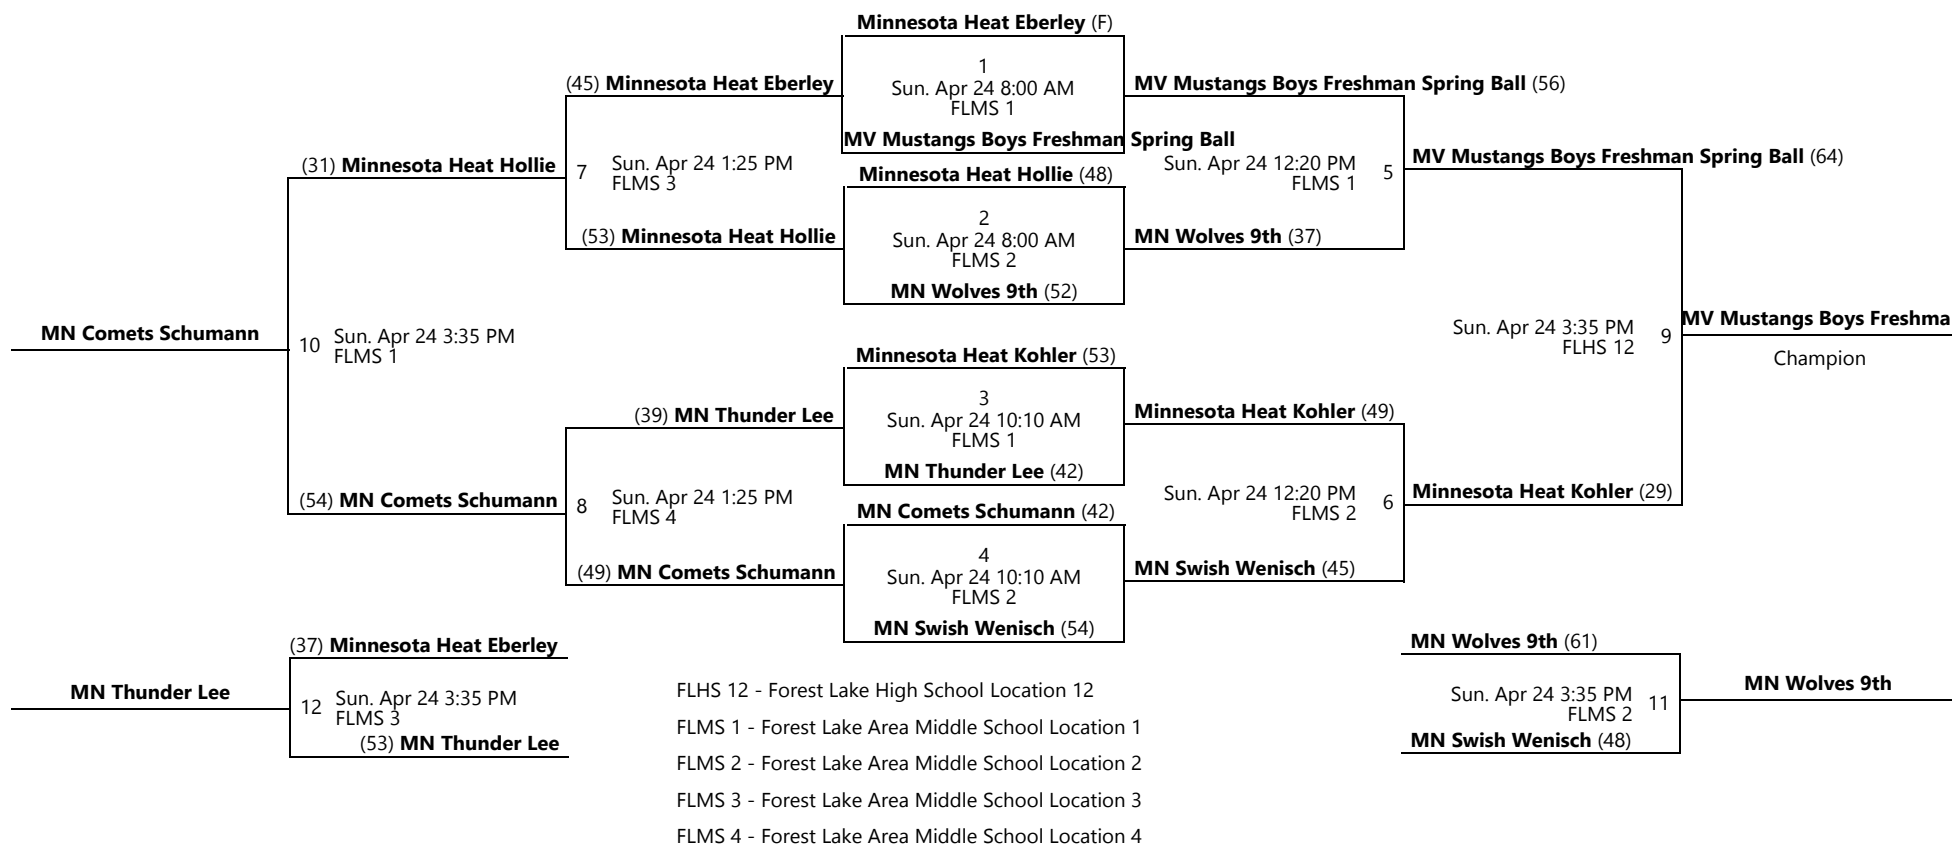 Minnesota Heat Eberley (F)
1
Sun. Apr 24 8:00 AM
FLMS 1
MV Mustangs Boys Freshman Spring Ball
(45) Minnesota Heat Eberley
MV Mustangs Boys Freshman Spring Ball (56)
(31) Minnesota Heat Hollie
7 Sun. Apr 24 1:25 PM
FLMS 3
Minnesota Heat Hollie (48)
2
Sun. Apr 24 8:00 AM
FLMS 2
MN Wolves 9th (52)
Sun. Apr 24 12:20 PM
FLMS 1 5
MV Mustangs Boys Freshman Spring Ball (64)
(53) Minnesota Heat Hollie
MN Wolves 9th (37)
MN Comets Schumann
10 Sun. Apr 24 3:35 PM
FLMS 1
Sun. Apr 24 3:35 PM
FLHS 12 9
MV Mustangs Boys Freshma
Champion
Minnesota Heat Kohler (53)
3
Sun. Apr 24 10:10 AM
FLMS 1
MN Thunder Lee (42)
(39) MN Thunder Lee
Minnesota Heat Kohler (49)
(54) MN Comets Schumann
8 Sun. Apr 24 1:25 PM
FLMS 4
MN Comets Schumann (42)
4
Sun. Apr 24 10:10 AM
FLMS 2
MN Swish Wenisch (54)
Sun. Apr 24 12:20 PM
FLMS 2 6
Minnesota Heat Kohler (29)
(49) MN Comets Schumann
MN Swish Wenisch (45)
(37) Minnesota Heat Eberley
MN Thunder Lee
12 Sun. Apr 24 3:35 PM
FLMS 3
(53) MN Thunder Lee
FLHS 12 - Forest Lake High School Location 12
FLMS 1 - Forest Lake Area Middle School Location 1
FLMS 2 - Forest Lake Area Middle School Location 2
FLMS 3 - Forest Lake Area Middle School Location 3
FLMS 4 - Forest Lake Area Middle School Location 4
MN Wolves 9th (61)
Sun. Apr 24 3:35 PM
FLMS 2 11
MN Swish Wenisch (48)
MN Wolves 9th